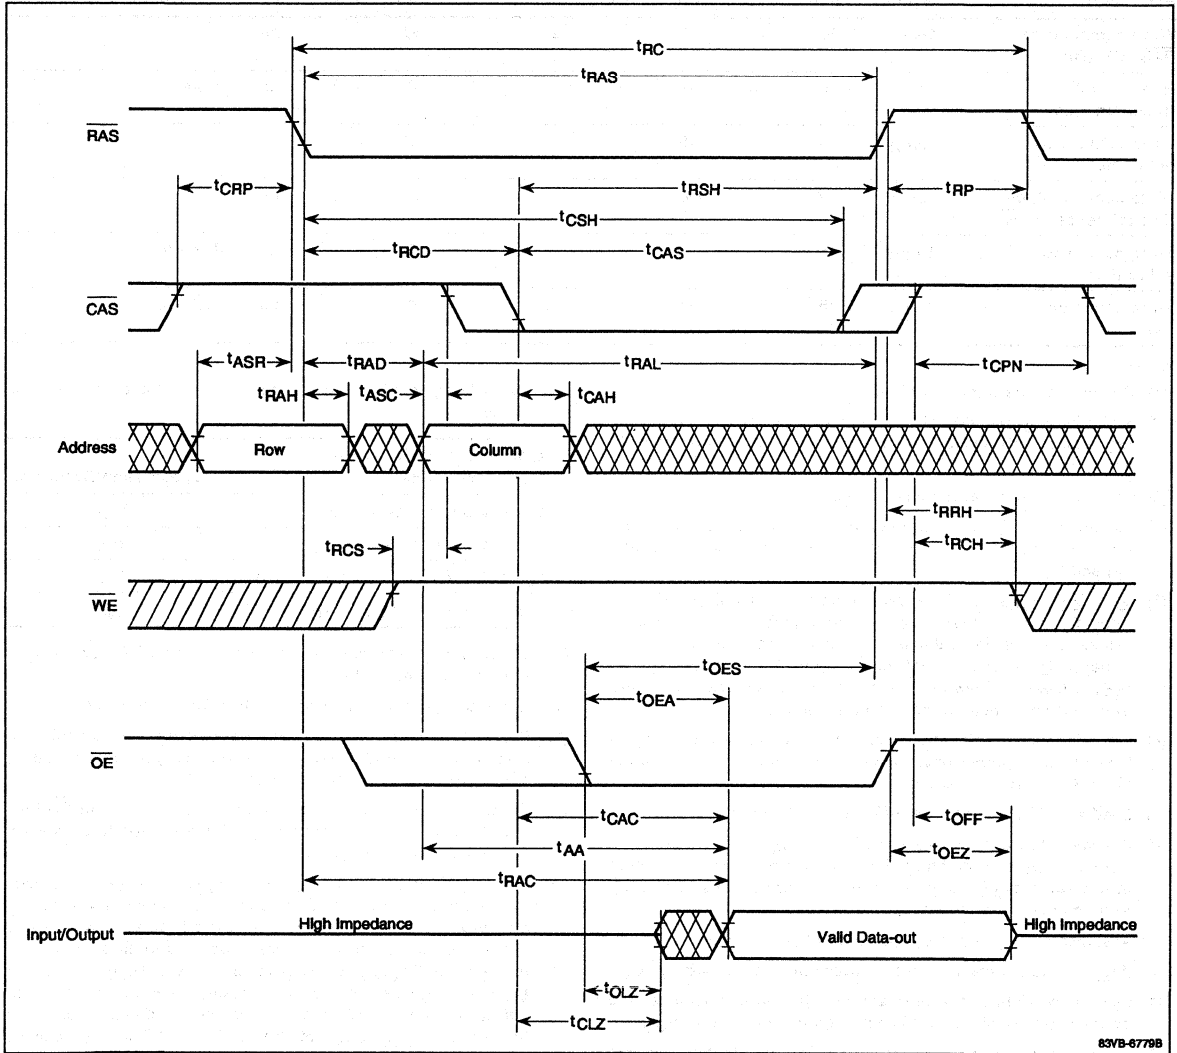 tRC
tRAS
RAS
tCRP
tRSH
tRP
tCSH
tRCD
tCAS
CAS
tASR
tRAD
tRAL
tCPN
tRAH
tASC
tCAH
Address
Row
Column
tRRH
tRCS
tRCH
WE
tOES
tOEA
OE
tCAC
tOFF
tAA
tOEZ
tRAC
Input/Output
High Impedance
Valid Data-out
High Impedance
tOLZ
tCLZ
83VB-6779B